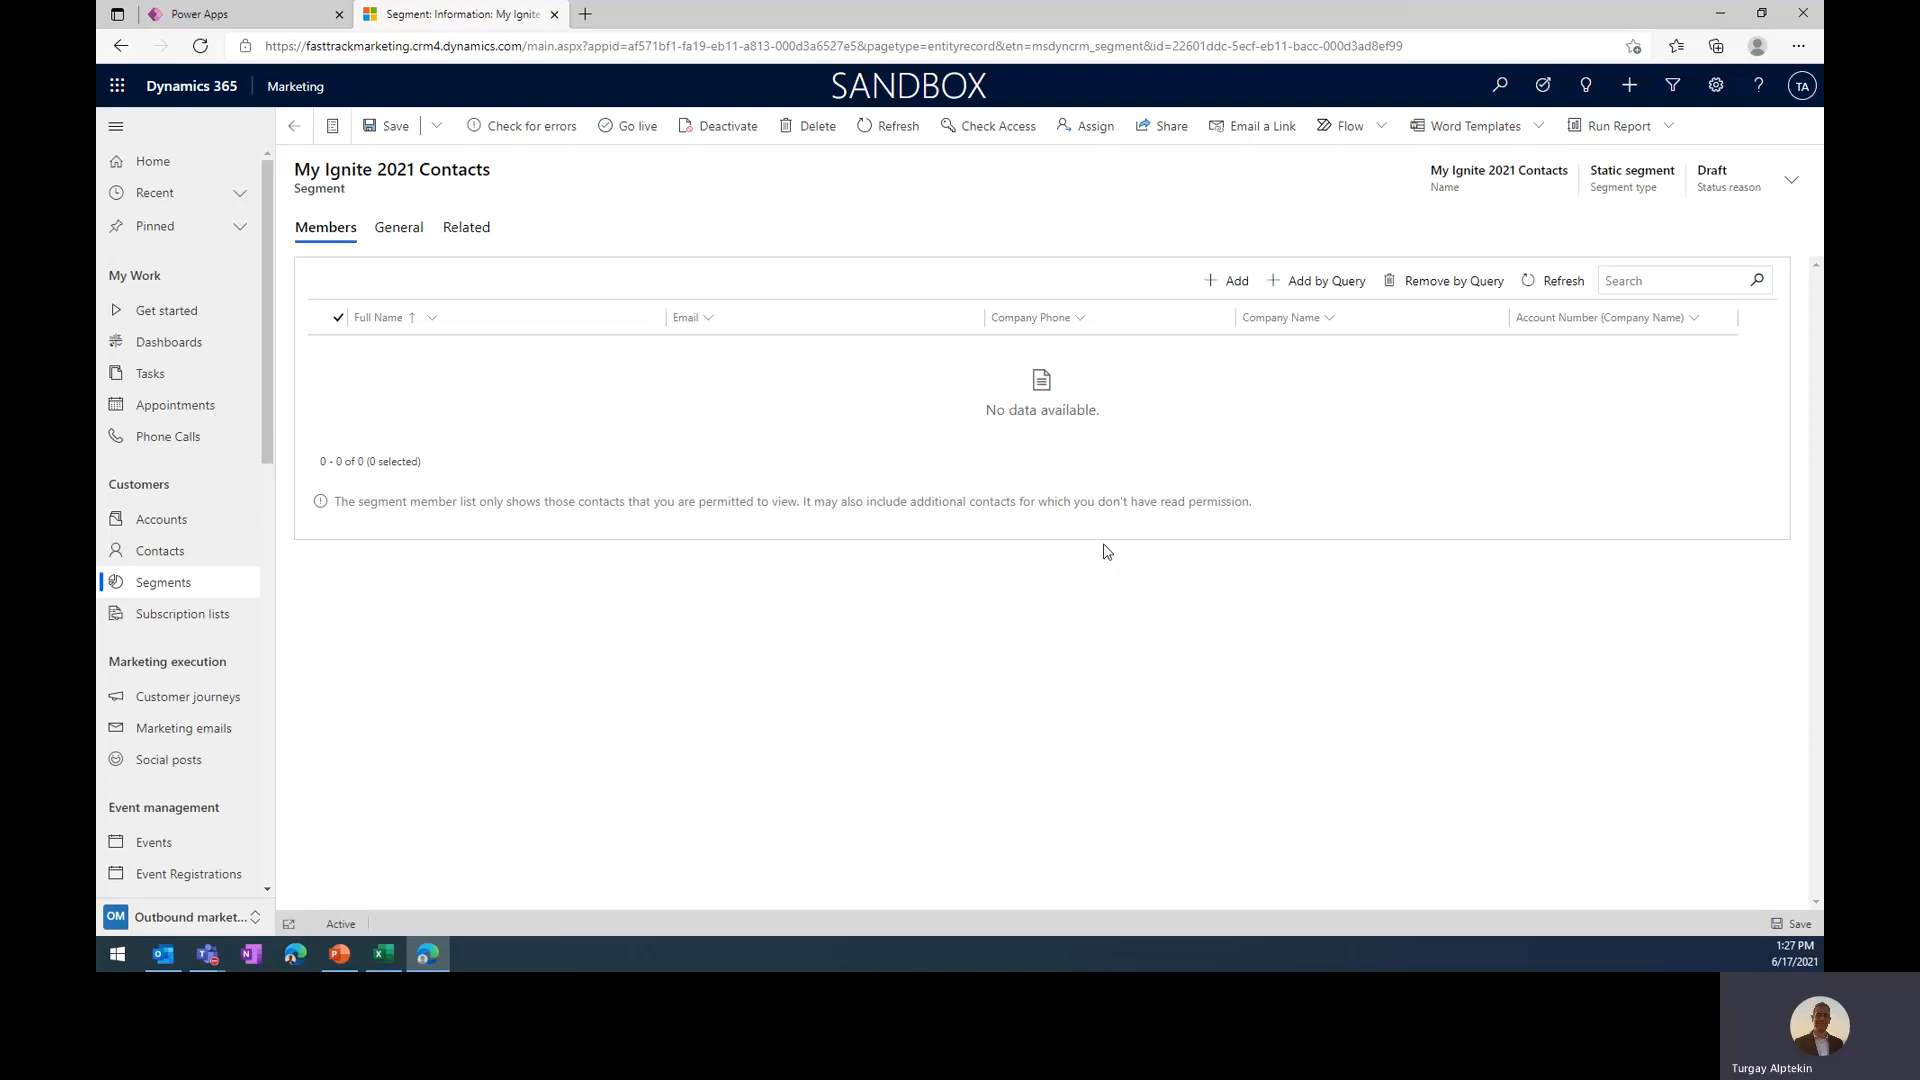 Power Apps
Segment: Information: My Ignite
https://fasttrackmarketing.crm4.dynamics.com/main.aspx?appid=af571bf1-fa19-eb11-a813-000d3a6527e5&pagetype=entityrecord&etn=msdyncrm_segment&id=22601ddc-5ecf-eb11-bacc-000d3ad8ef99
Dynamics 365
Marketing
SANDBOX
TA
Save
Check for errors
Go live
Deactivate
Delete
Refresh
Check Access
Assign
Share
Email a Link
Flow
Word Templates
Run Report
Home
Recent
Pinned
My Work
Get started
Dashboards
Tasks
Appointments
Phone Calls
Customers
Accounts
Contacts
Segments
Subscription lists
Marketing execution
Customer journeys
Marketing emails
Social posts
Event management
Events
Event Registrations
OM Outbound market...
My Ignite 2021 Contacts
Segment
My Ignite 2021 Contacts
Name
Static segment
Segment type
Draft
Status reason
Members
General
Related
Add
Add by Query
Remove by Query
Refresh
Search
Full Name
Email
Company Phone
Company Name
Account Number (Company Name)
No data available.
0 - 0 of 0 (0 selected)
The segment member list only shows those contacts that you are permitted to view. It may also include additional contacts for which you don't have read permission.
Active
Save
1:27 PM
6/17/2021
Turgay Alptekin